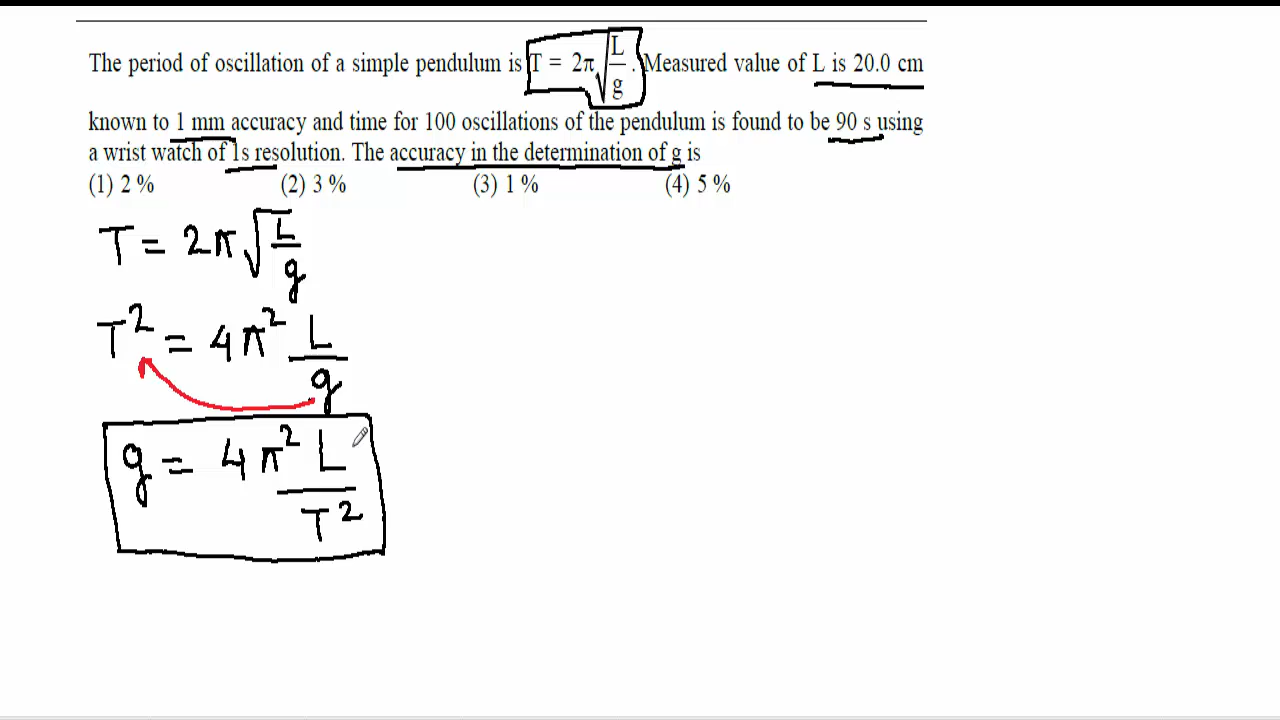 The period of oscillation of a simple pendulum is T = 2π√(L/g). Measured value of L is 20.0 cm
known to 1 mm accuracy and time for 100 oscillations of the pendulum is found to be 90 s using
a wrist watch of 1s resolution. The accuracy in the determination of g is
(1) 2 % (2) 3 % (3) 1 % (4) 5 %
T = 2π√(L/g)
T² = 4π² L/g
g = 4π² L/T²